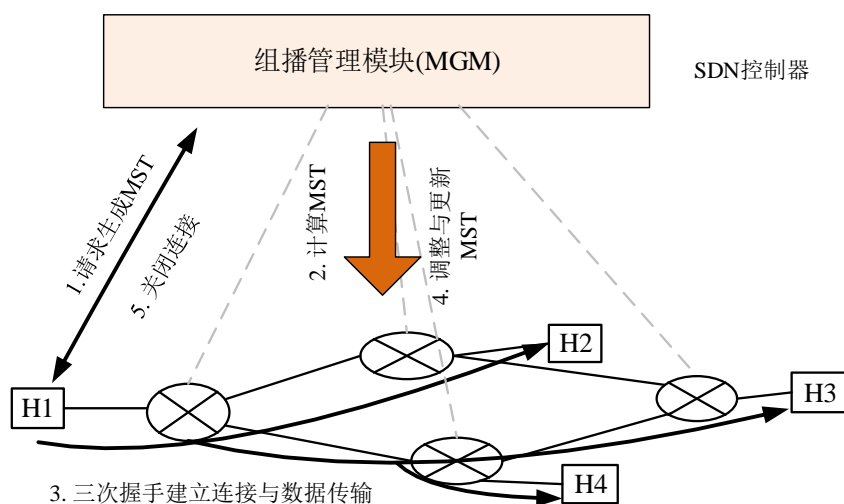 组播管理模块(MGM)
SDN控制器
1.请求生成MST
5. 关闭连接
2. 计算MST
4. 调整与更新
MST
H1
H2
H3
H4
3. 三次握手建立连接与数据传输